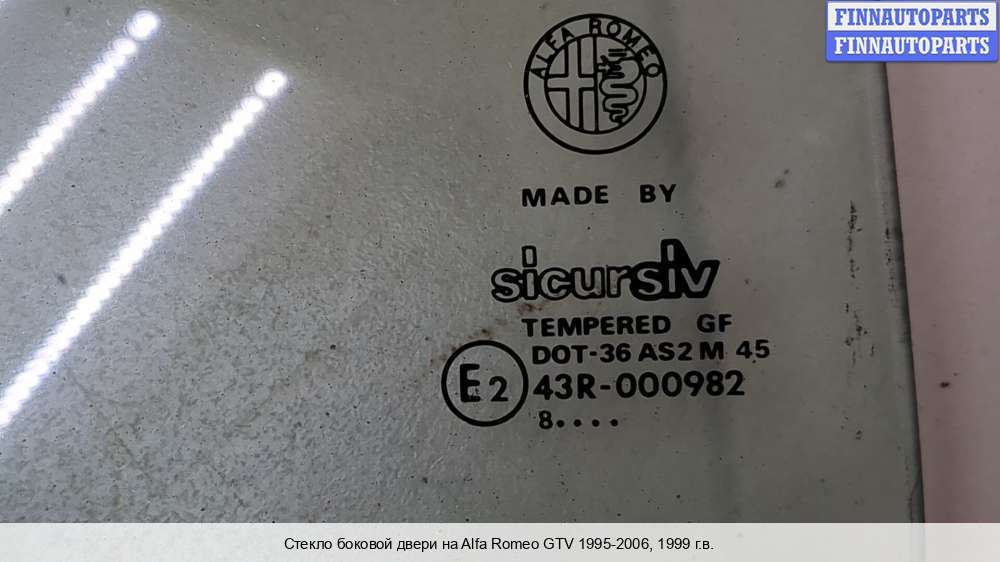 FINNAUTOPARTS
FINNAUTOPARTS
ALFA ROMEO
MADE BY
sicursiv
TEMPERED GF
DOT-36 AS2 M 45
E2 43R-000982
8....
Стекло боковой двери на Alfa Romeo GTV 1995-2006, 1999 г.в.